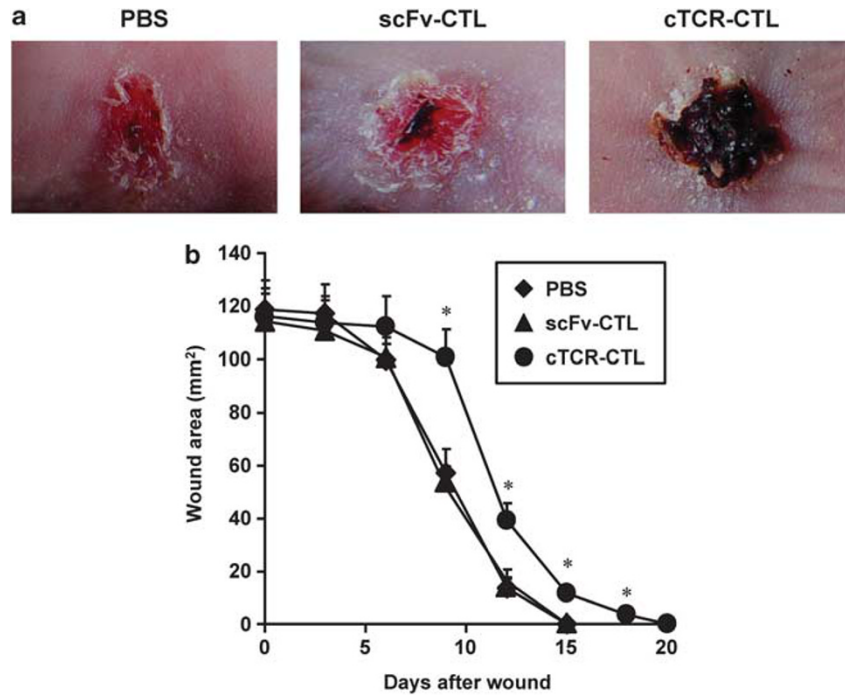 a
PBS scFv-CTL cTCR-CTL
b
140
120
100
80
60
40
20
0
Wound area (mm²)
PBS
scFv-CTL
cTCR-CTL
* * * *
0 5 10 15 20
Days after wound